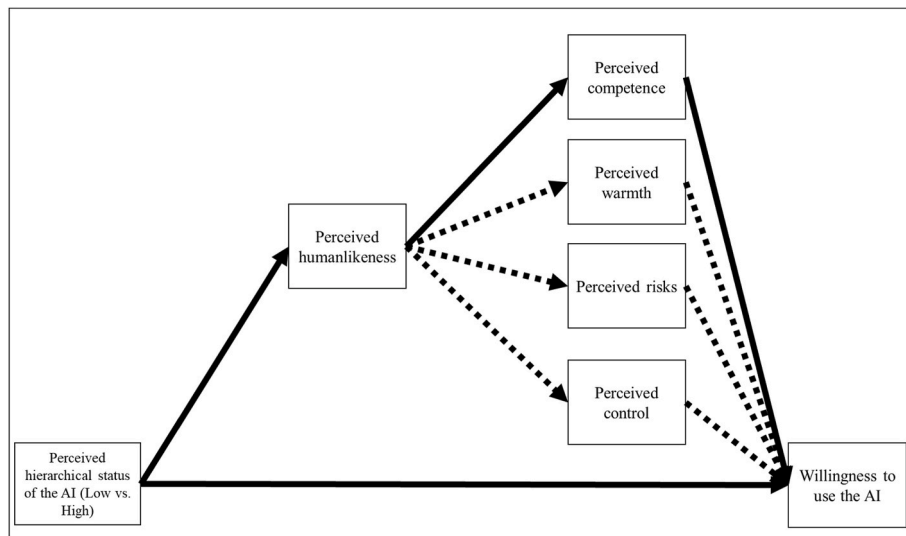 Perceived
competence
Perceived
warmth
Perceived
humanlikeness
Perceived risks
Perceived
control
Perceived
hierarchical status
of the AI (Low vs.
High)
Willingness to
use the AI